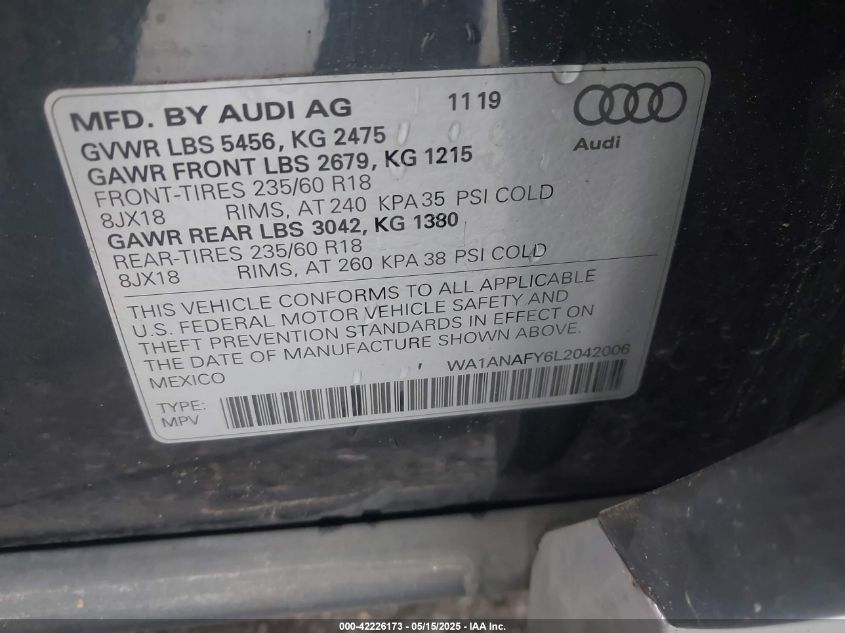 MFD. BY AUDI AG 11 19
GVWR LBS 5456, KG 2475
GAWR FRONT LBS 2679, KG 1215
FRONT-TIRES 235/60 R18
8JX18 RIMS, AT 240 KPA 35 PSI COLD
GAWR REAR LBS 3042, KG 1380
REAR-TIRES 235/60 R18
8JX18 RIMS, AT 260 KPA 38 PSI COLD
Audi
THIS VEHICLE CONFORMS TO ALL APPLICABLE
U.S. FEDERAL MOTOR VEHICLE SAFETY AND
THEFT PREVENTION STANDARDS IN EFFECT ON
THE DATE OF MANUFACTURE SHOWN ABOVE.
MEXICO WA1ANAFY6L2042006
TYPE:
MPV
000-42226173 - 05/15/2025 - IAA Inc.